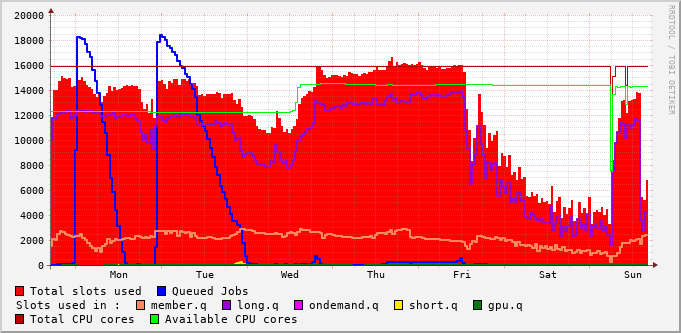 RRDTOOL / TOBI OETIKER
20000
18000
16000
14000
12000
10000
8000
6000
4000
2000
0
Mon Tue Wed Thu Fri Sat Sun
Total slots used Queued Jobs
Slots used in : member.q long.q ondemand.q short.q gpu.q
Total CPU cores Available CPU cores